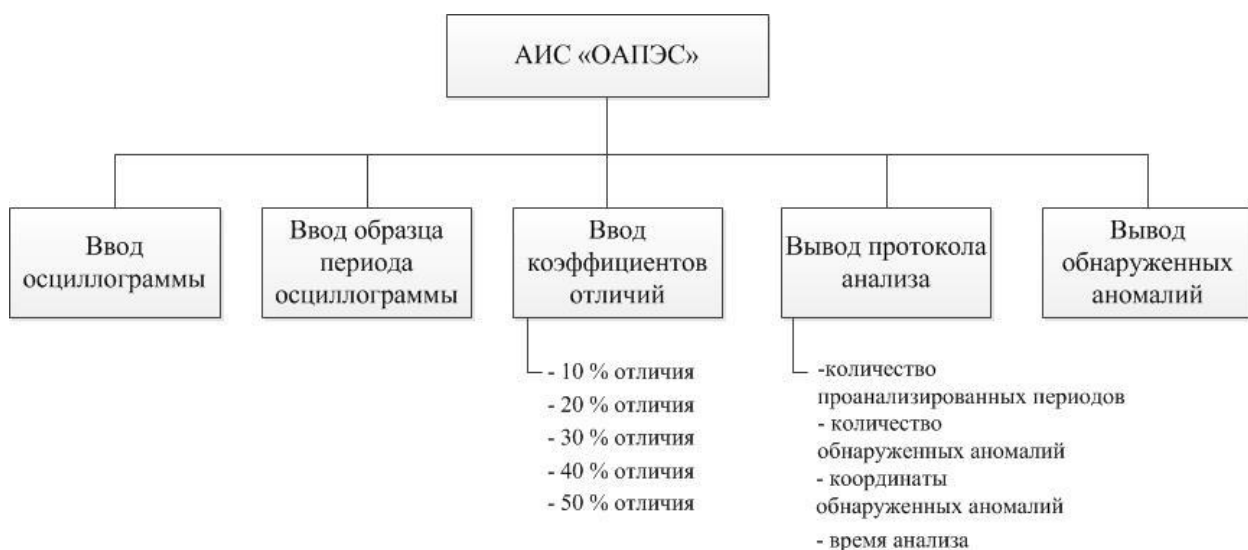 АИС «ОАПЭС»
Ввод
осциллограммы
Ввод образца
периода
осциллограммы
Ввод
коэффициентов
отличий
Вывод протокола
анализа
Вывод
обнаруженных
аномалий
- 10 % отличия
- 20 % отличия
- 30 % отличия
- 40 % отличия
- 50 % отличия
-количество
проанализированных периодов
- количество
обнаруженных аномалий
- координаты
обнаруженных аномалий
- время анализа